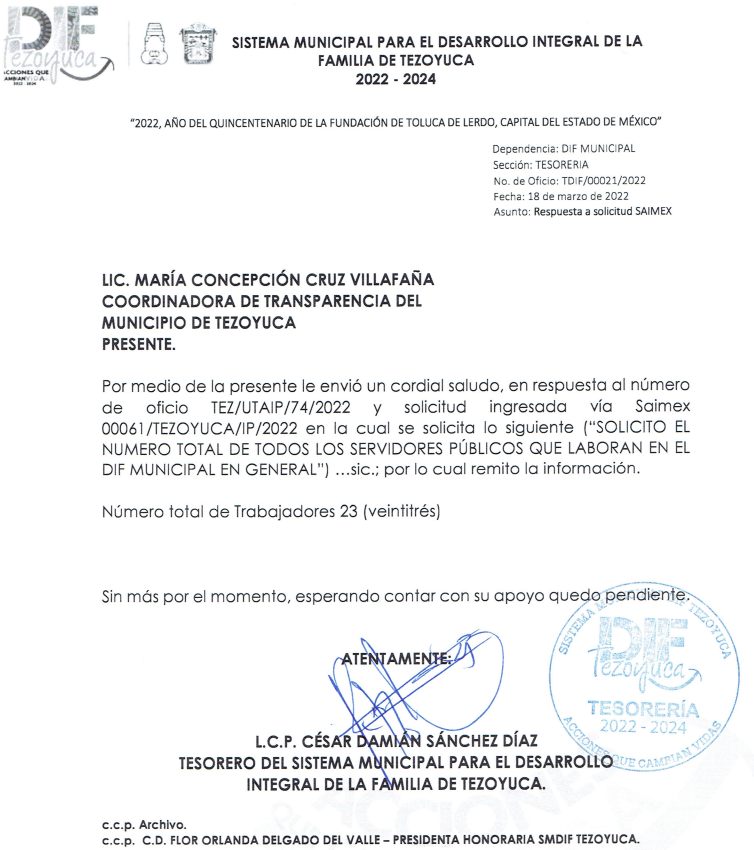 DIF
Tezoyuca
ACCIONES QUE
CAMBIAN VIDA
2022 - 2024
SISTEMA MUNICIPAL PARA EL DESARROLLO INTEGRAL DE LA
FAMILIA DE TEZOYUCA
2022 - 2024
"2022, AÑO DEL QUINCENTENARIO DE LA FUNDACIÓN DE TOLUCA DE LERDO, CAPITAL DEL ESTADO DE MÉXICO"
Dependencia: DIF MUNICIPAL
Sección: TESORERIA
No. de Oficio: TDIF/00021/2022
Fecha: 18 de marzo de 2022
Asunto: Respuesta a solicitud SAIMEX
LIC. MARÍA CONCEPCIÓN CRUZ VILLAFAÑA
COORDINADORA DE TRANSPARENCIA DEL
MUNICIPIO DE TEZOYUCA
PRESENTE.
Por medio de la presente le envió un cordial saludo, en respuesta al número
de oficio TEZ/UTAIP/74/2022 y solicitud ingresada vía Saimex
00061/TEZOYUCA/IP/2022 en la cual se solicita lo siguiente ("SOLICITO EL
NUMERO TOTAL DE TODOS LOS SERVIDORES PÚBLICOS QUE LABORAN EN EL
DIF MUNICIPAL EN GENERAL") ...sic.; por lo cual remito la información.
Número total de Trabajadores 23 (veintitrés)
Sin más por el momento, esperando contar con su apoyo quedo pendiente.
ATENTAMENTE:
SISTEMA MUNICIPAL DIF TEZOYUCA
DIF
Tezoyuca
TESORERÍA
2022 - 2024
ACCIONES QUE CAMBIAN VIDAS
L.C.P. CÉSAR DAMIÁN SÁNCHEZ DÍAZ
TESORERO DEL SISTEMA MUNICIPAL PARA EL DESARROLLO
INTEGRAL DE LA FAMILIA DE TEZOYUCA.
c.c.p. Archivo.
c.c.p. C.D. FLOR ORLANDA DELGADO DEL VALLE – PRESIDENTA HONORARIA SMDIF TEZOYUCA.